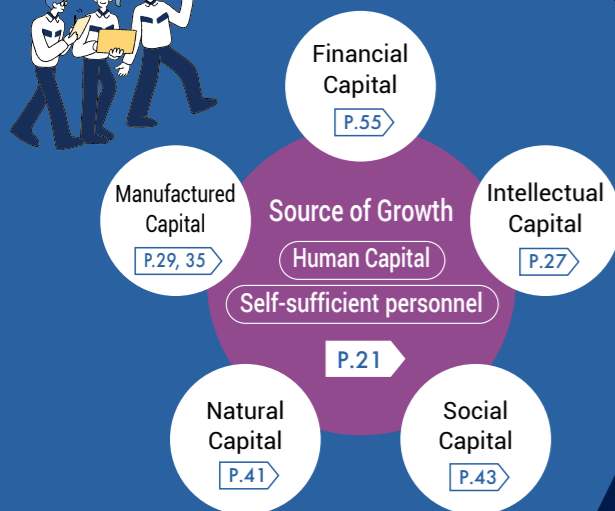 Financial
Capital
P.55
Manufactured
Capital
P.29, 35
Source of Growth
Human Capital
Self-sufficient personnel
P.21
Intellectual
Capital
P.27
Natural
Capital
P.41
Social
Capital
P.43